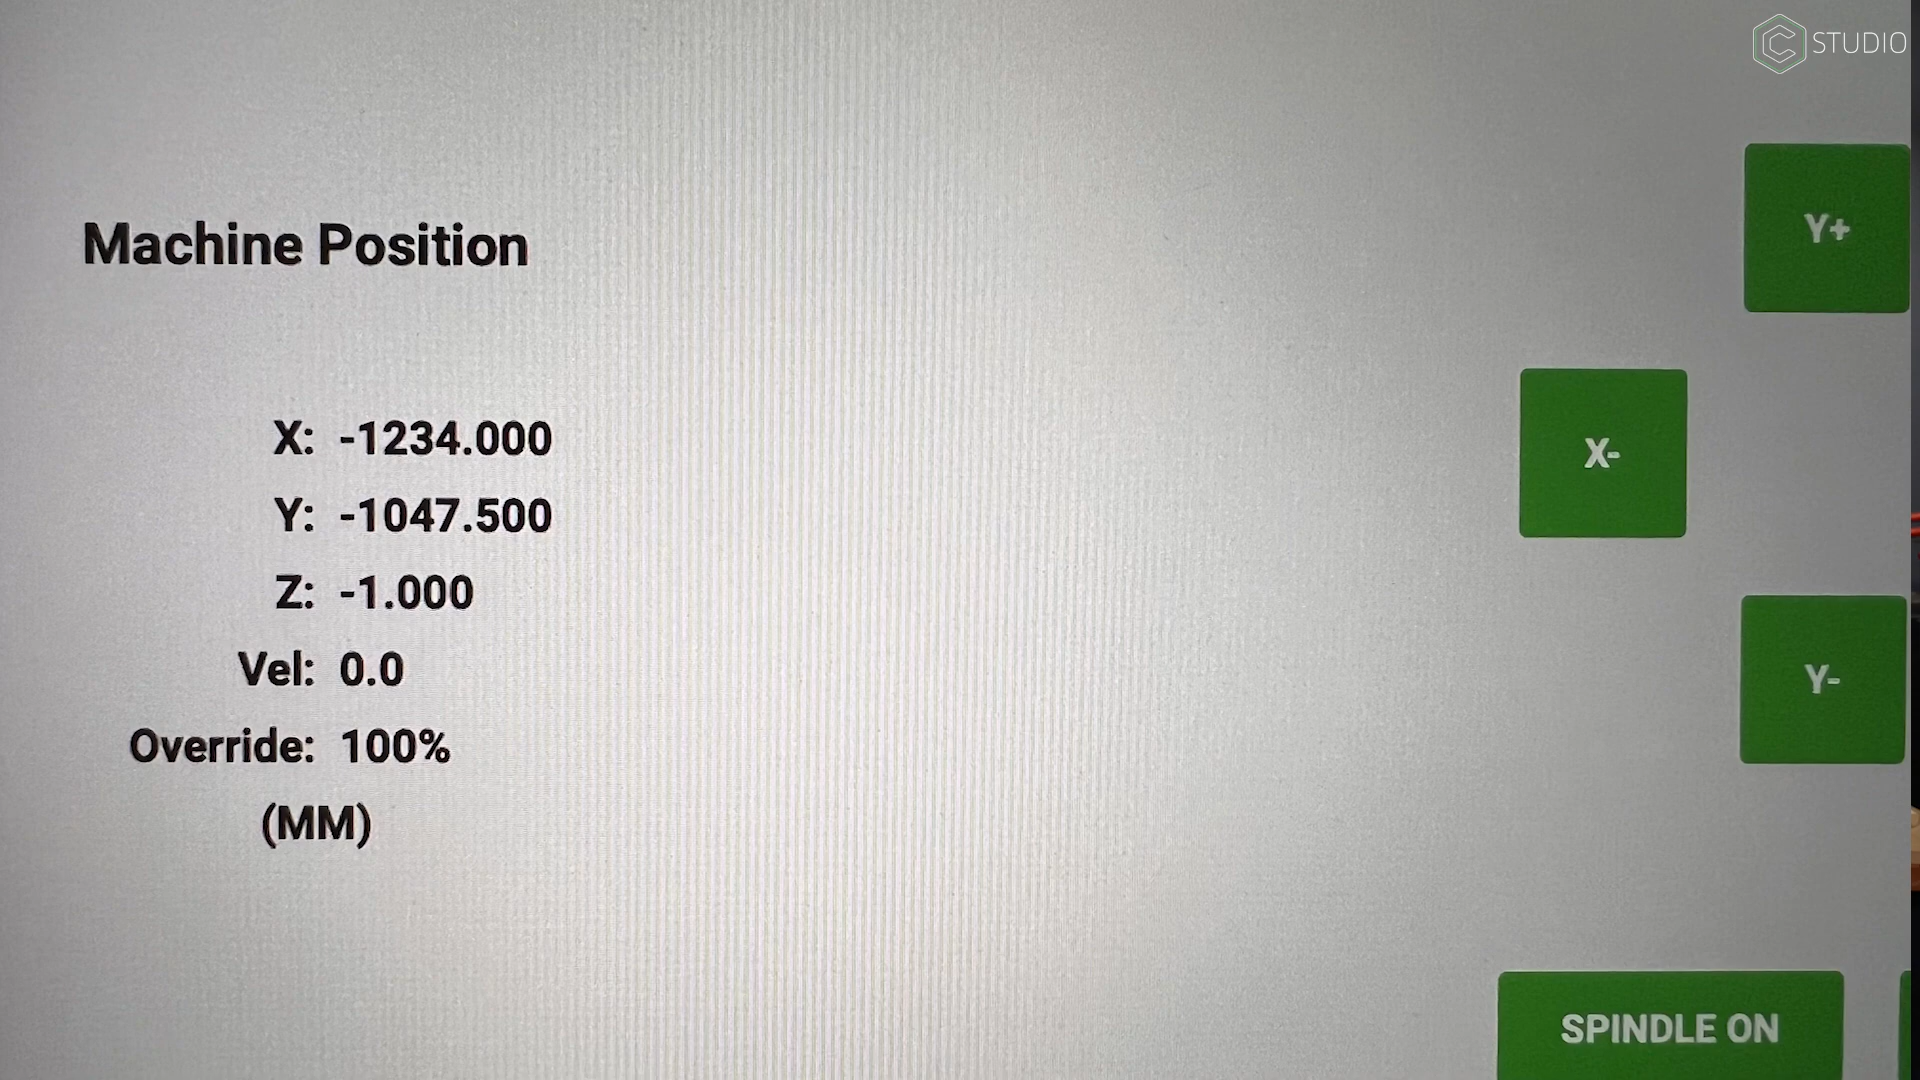 STUDIO
Y+
Machine Position
X: -1234.000
X-
Y: -1047.500
Z: -1.000
Vel: 0.0
Y-
Override: 100%
(MM)
SPINDLE ON